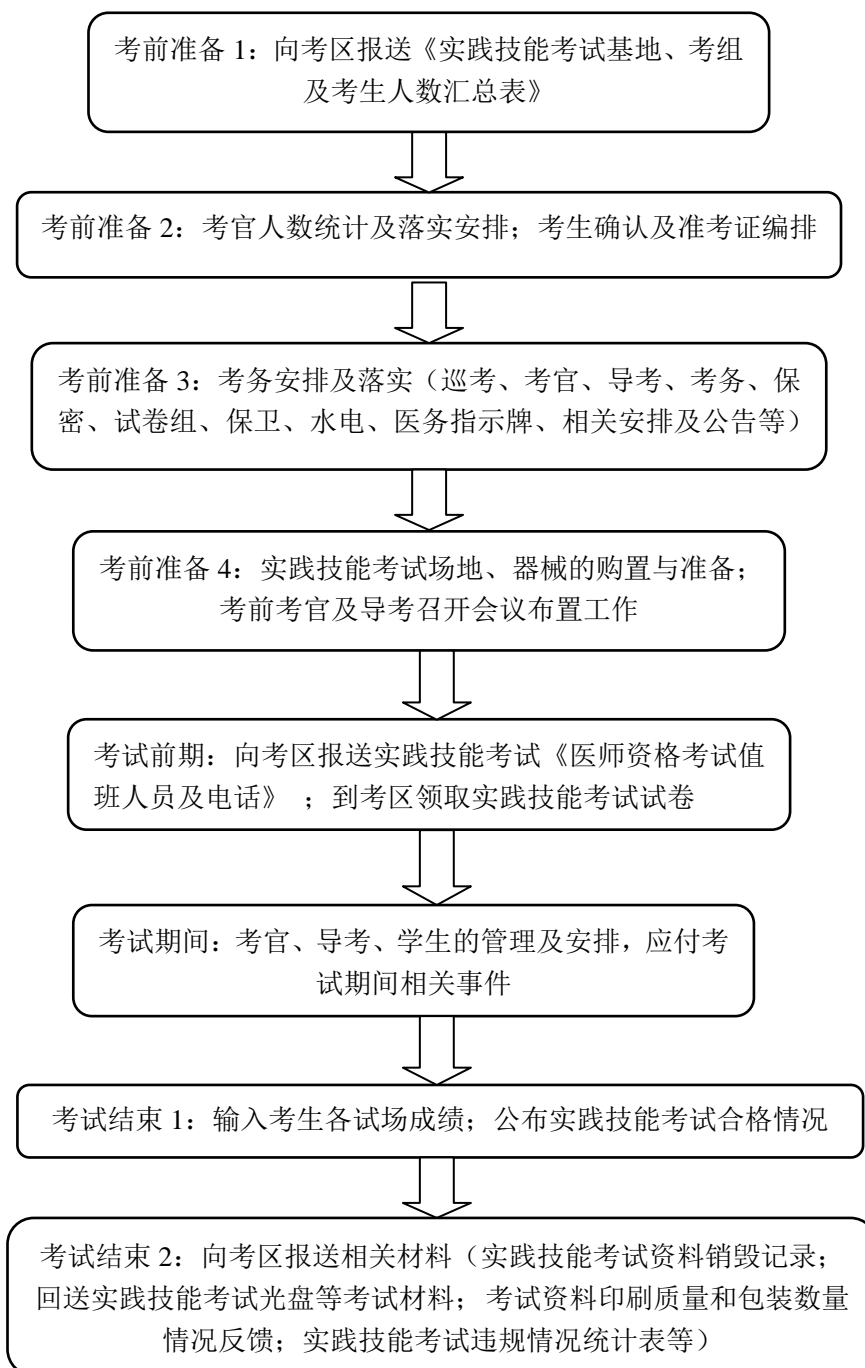 考前准备 1：向考区报送《实践技能考试基地、考组
及考生人数汇总表》
考前准备 2：考官人数统计及落实安排；考生确认及准考证编排
考前准备 3：考务安排及落实（巡考、考官、导考、考务、保
密、试卷组、保卫、水电、医务指示牌、相关安排及公告等）
考前准备 4：实践技能考试场地、器械的购置与准备；
考前考官及导考召开会议布置工作
考试前期：向考区报送实践技能考试《医师资格考试值
班人员及电话》 ；到考区领取实践技能考试试卷
考试期间：考官、导考、学生的管理及安排，应付考
试期间相关事件
考试结束 1：输入考生各试场成绩；公布实践技能考试合格情况
考试结束 2：向考区报送相关材料（实践技能考试资料销毁记录；
回送实践技能考试光盘等考试材料； 考试资料印刷质量和包装数量
情况反馈；实践技能考试违规情况统计表等）